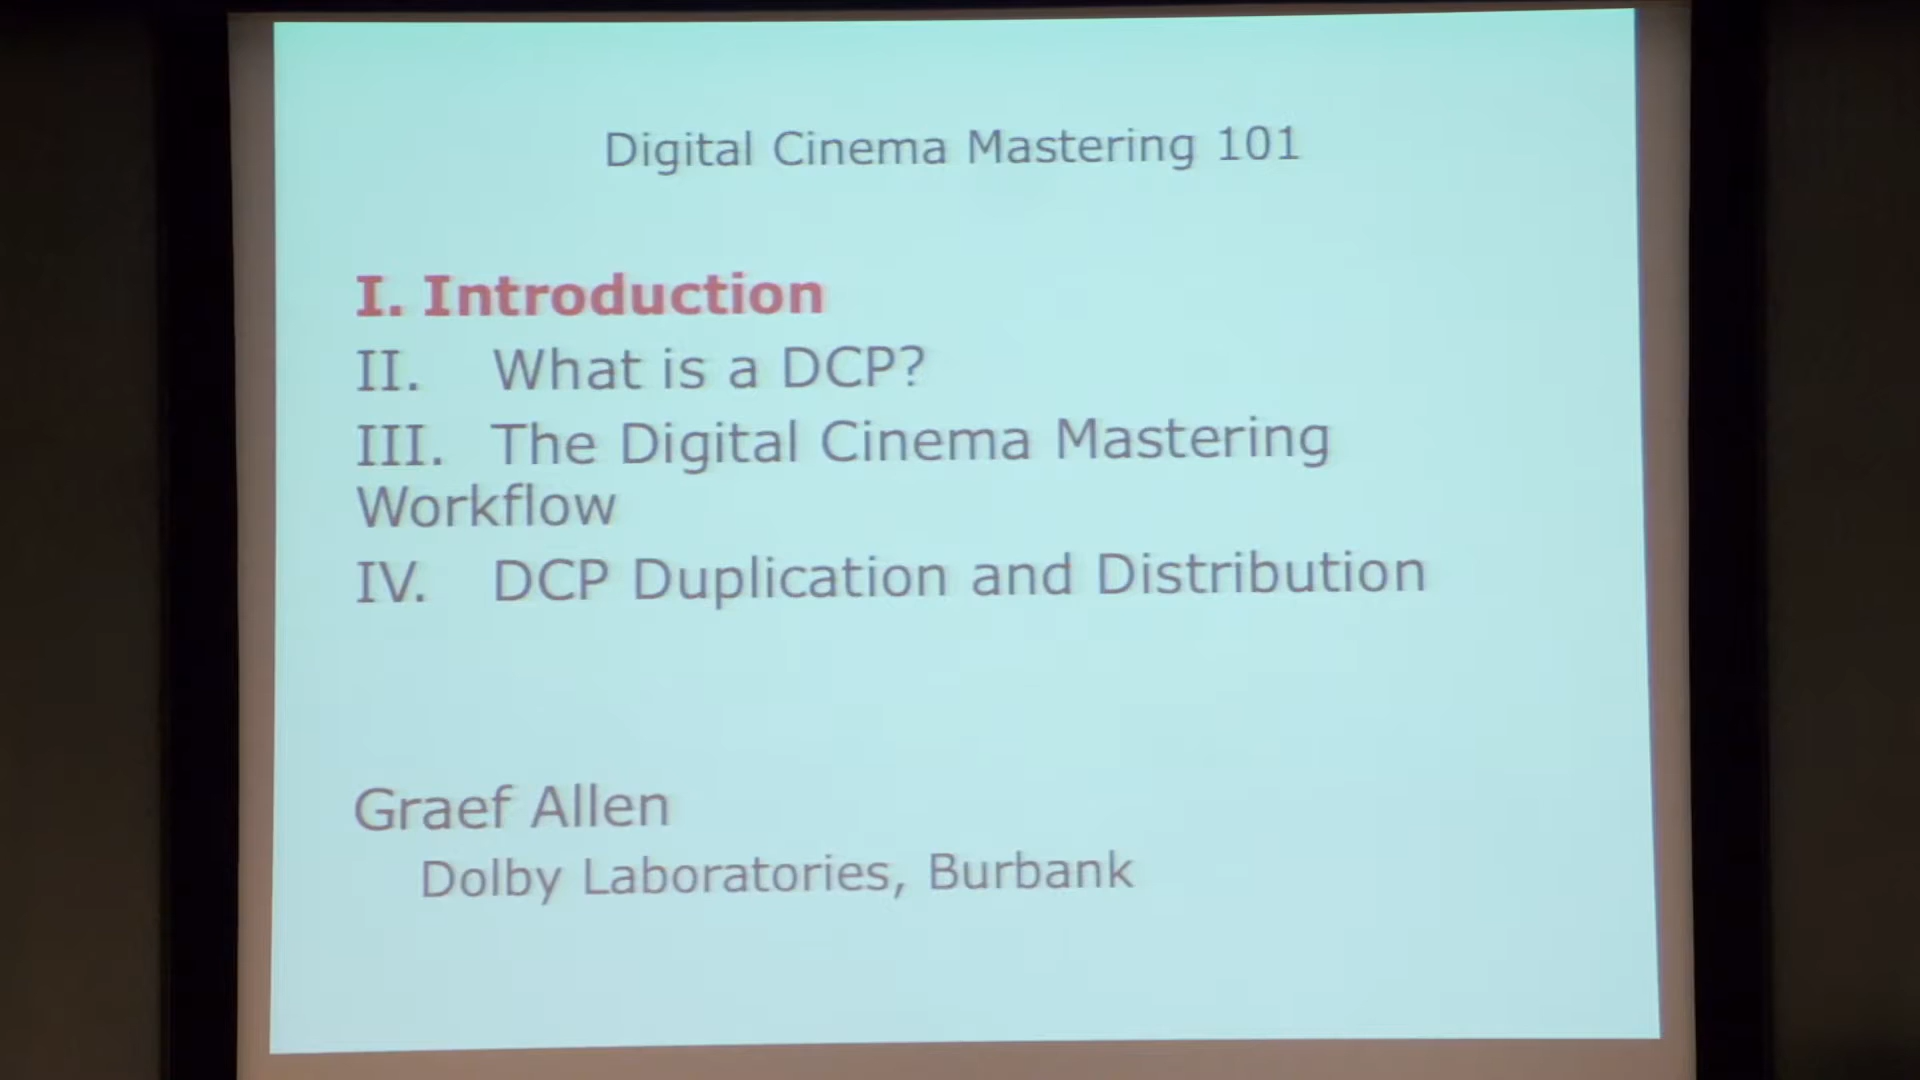 Digital Cinema Mastering 101
I. Introduction
II. What is a DCP?
III. The Digital Cinema Mastering
Workflow
IV. DCP Duplication and Distribution
Graef Allen
Dolby Laboratories, Burbank